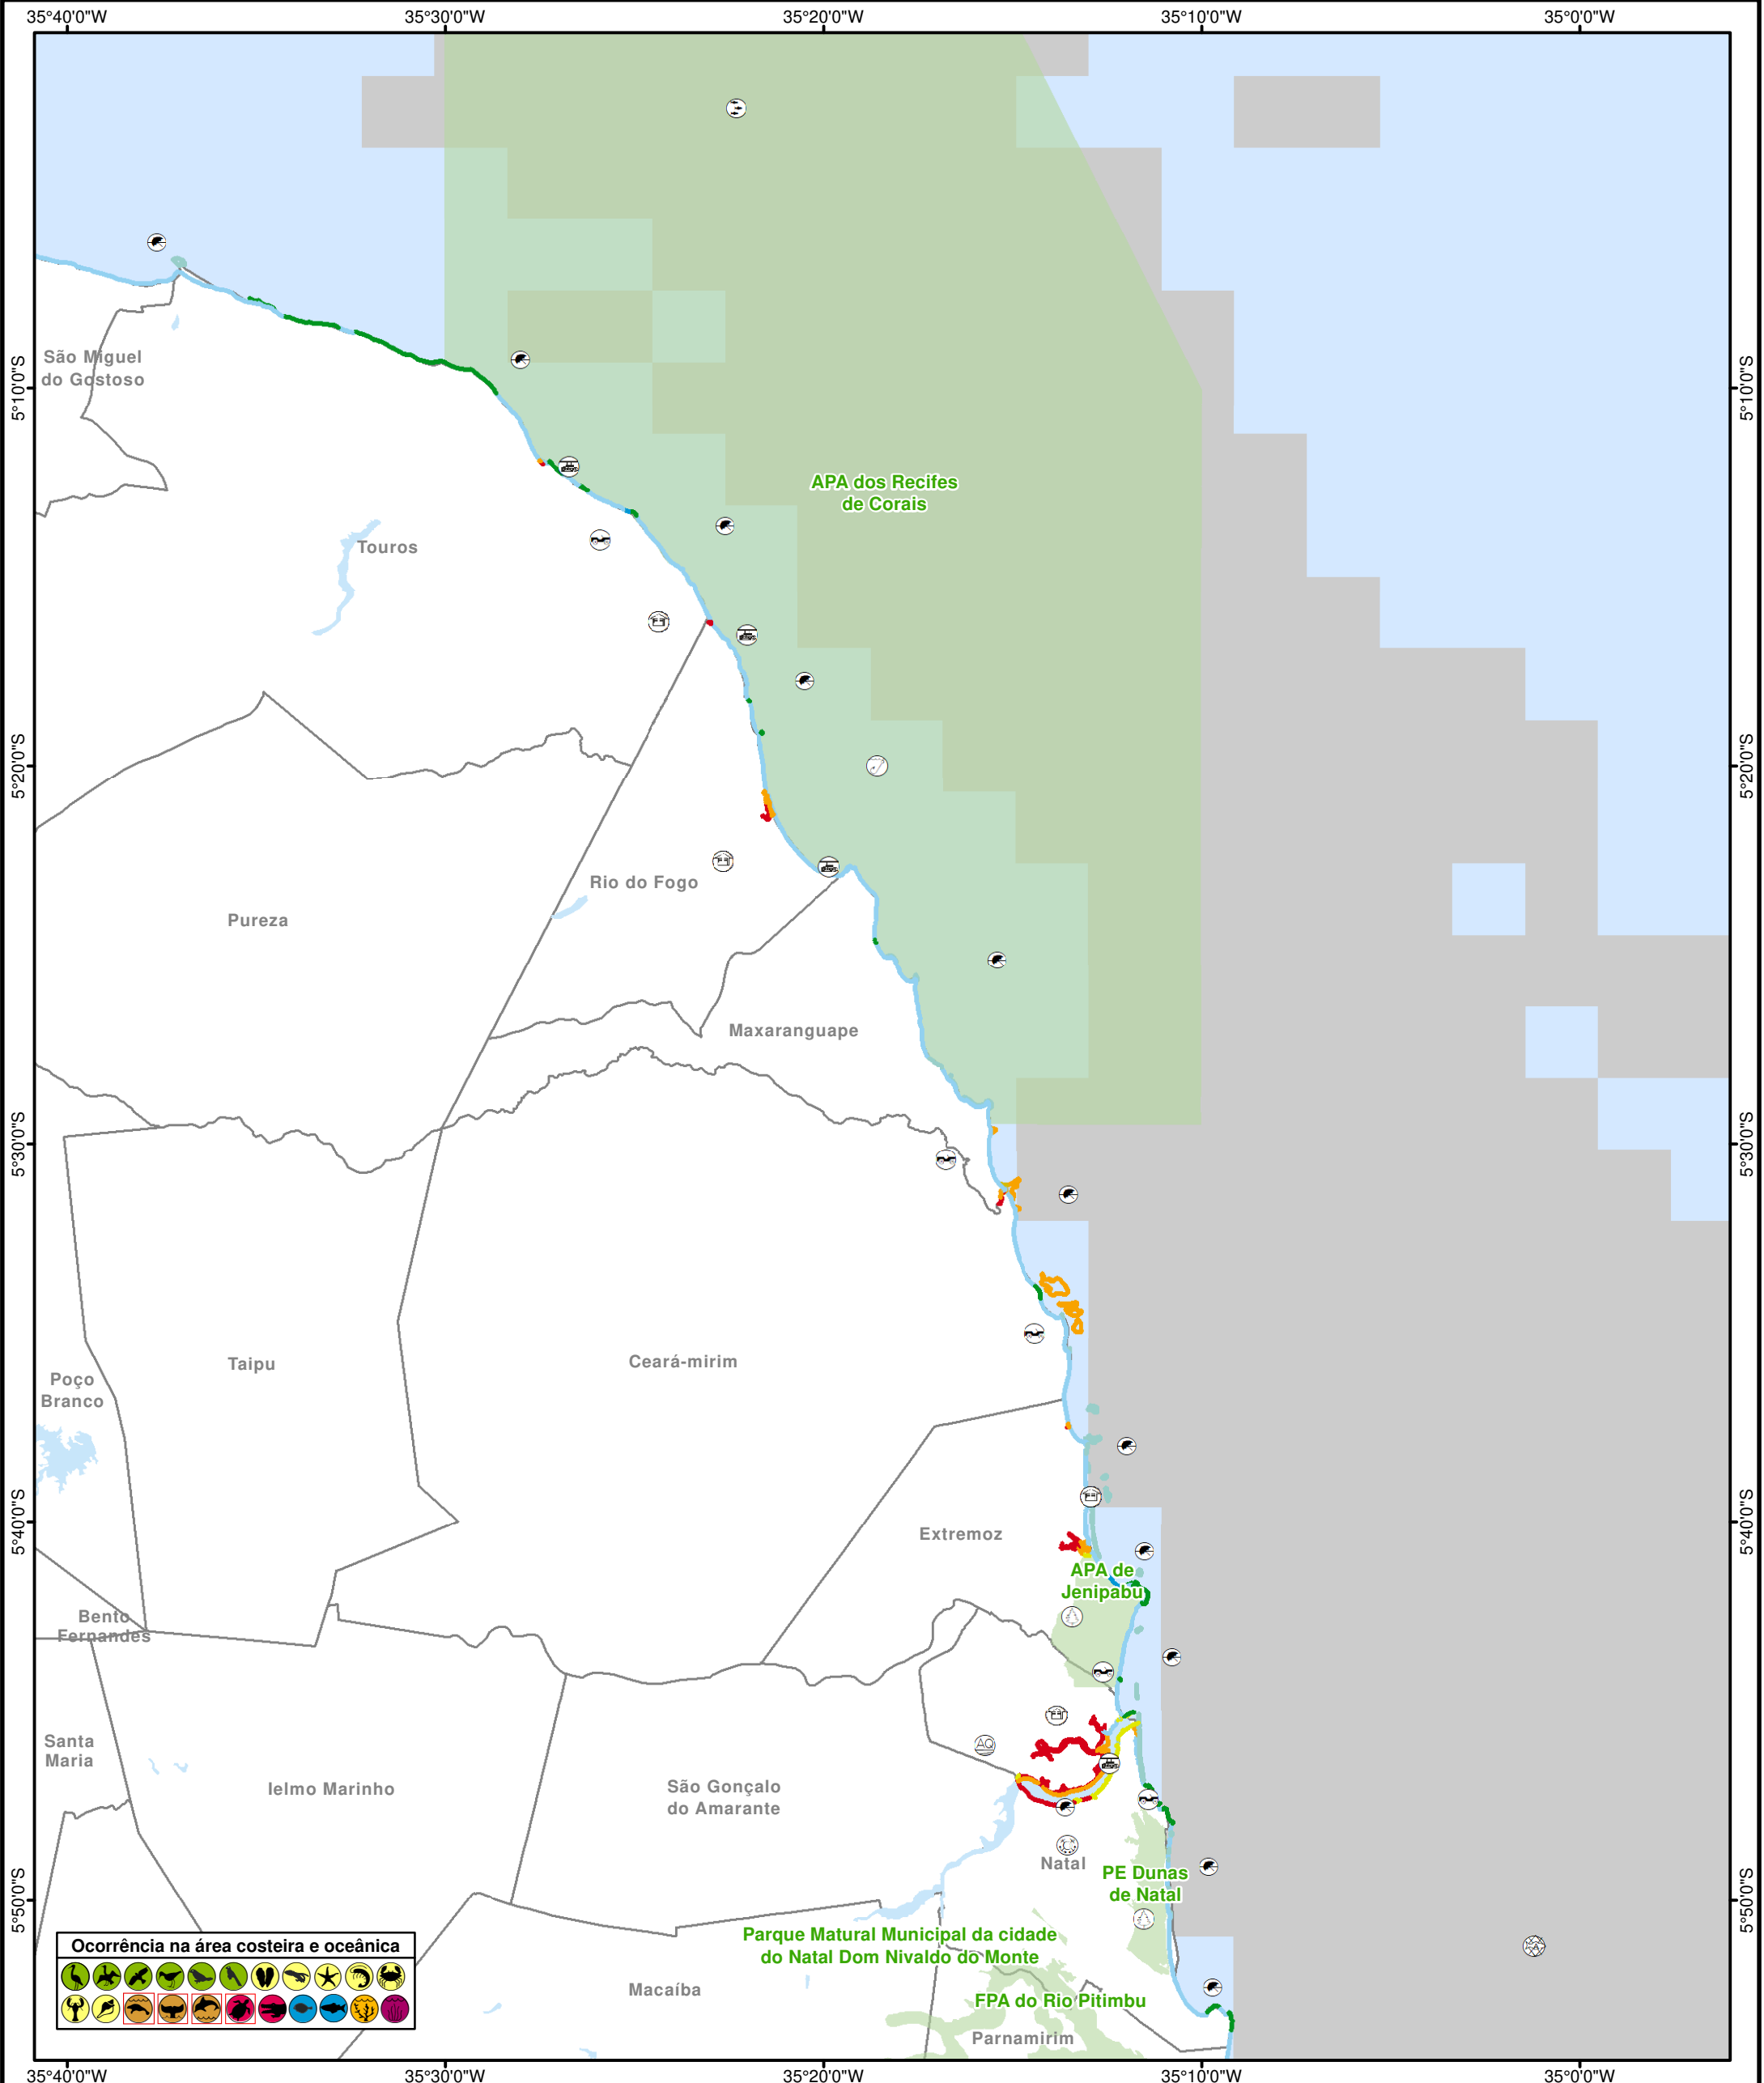 35°40'0"W 35°30'0"W 35°20'0"W 35°10'0"W 35°0'0"W
São Miguel
do Gostoso
5°10'0"S 5°10'0"S
APA dos Recifes
de Corais
Touros
5°20'0"S 5°20'0"S
Rio do Fogo
Pureza
Maxaranguape
5°30'0"S 5°30'0"S
Taipu
Ceará-mirim
Poço
Branco
5°40'0"S 5°40'0"S
Extremoz
APA de
Jenipabu
Bento
Fernandes
Santa
Maria
AQ
Ielmo Marinho
São Gonçalo
do Amarante
Natal
PE Dunas
de Natal
5°50'0"S 5°50'0"S
Parque Matural Municipal da cidade
do Natal Dom Nivaldo do Monte
Ocorrência na área costeira e oceânica
Macaíba
FPA do Rio Pitimbu
Parnamirim
35°40'0"W 35°30'0"W 35°20'0"W 35°10'0"W 35°0'0"W